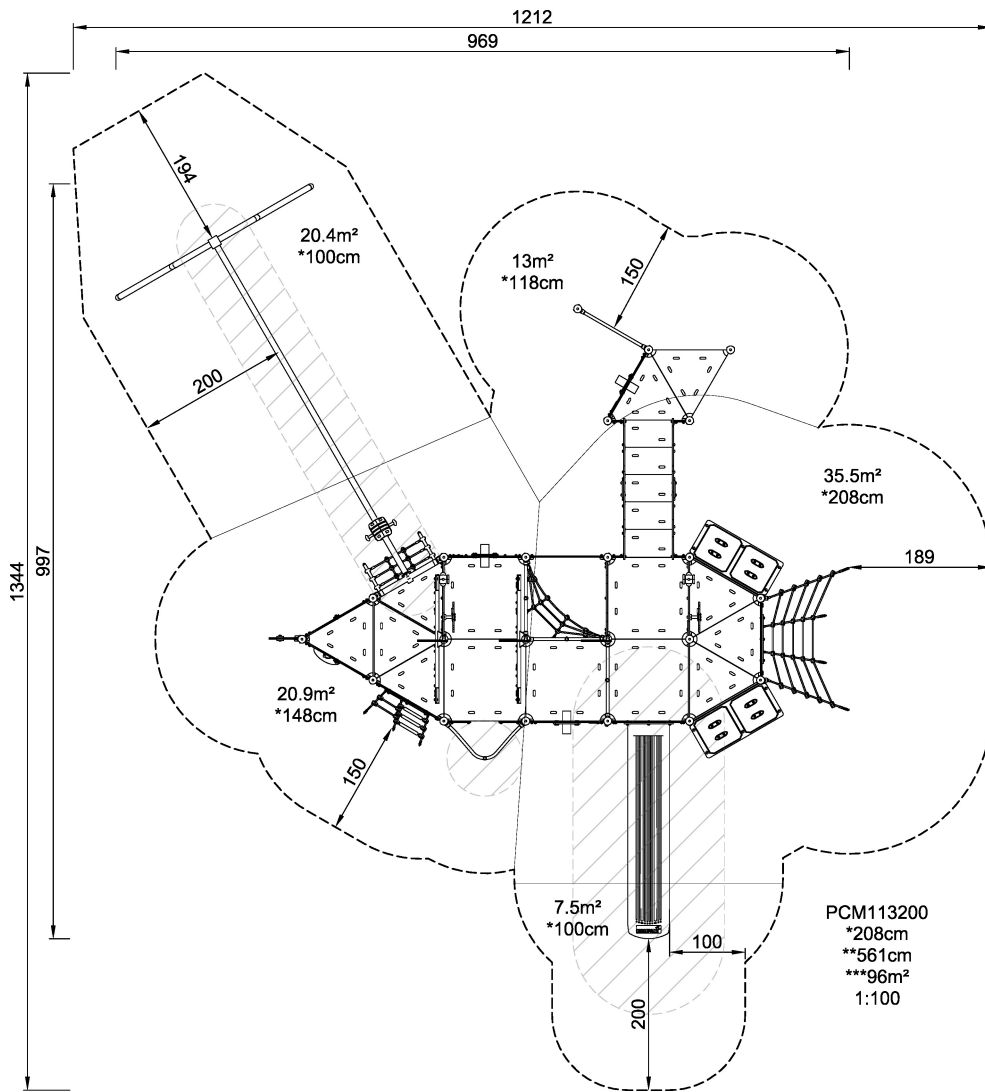 1212
969
194
20.4m²
*100cm
13m²
*118cm
150
200
35.5m²
*208cm
1344
997
189
20.9m²
*148cm
150
7.5m²
*100cm
100
200
PCM113200
*208cm
**561cm
***96m²
1:100